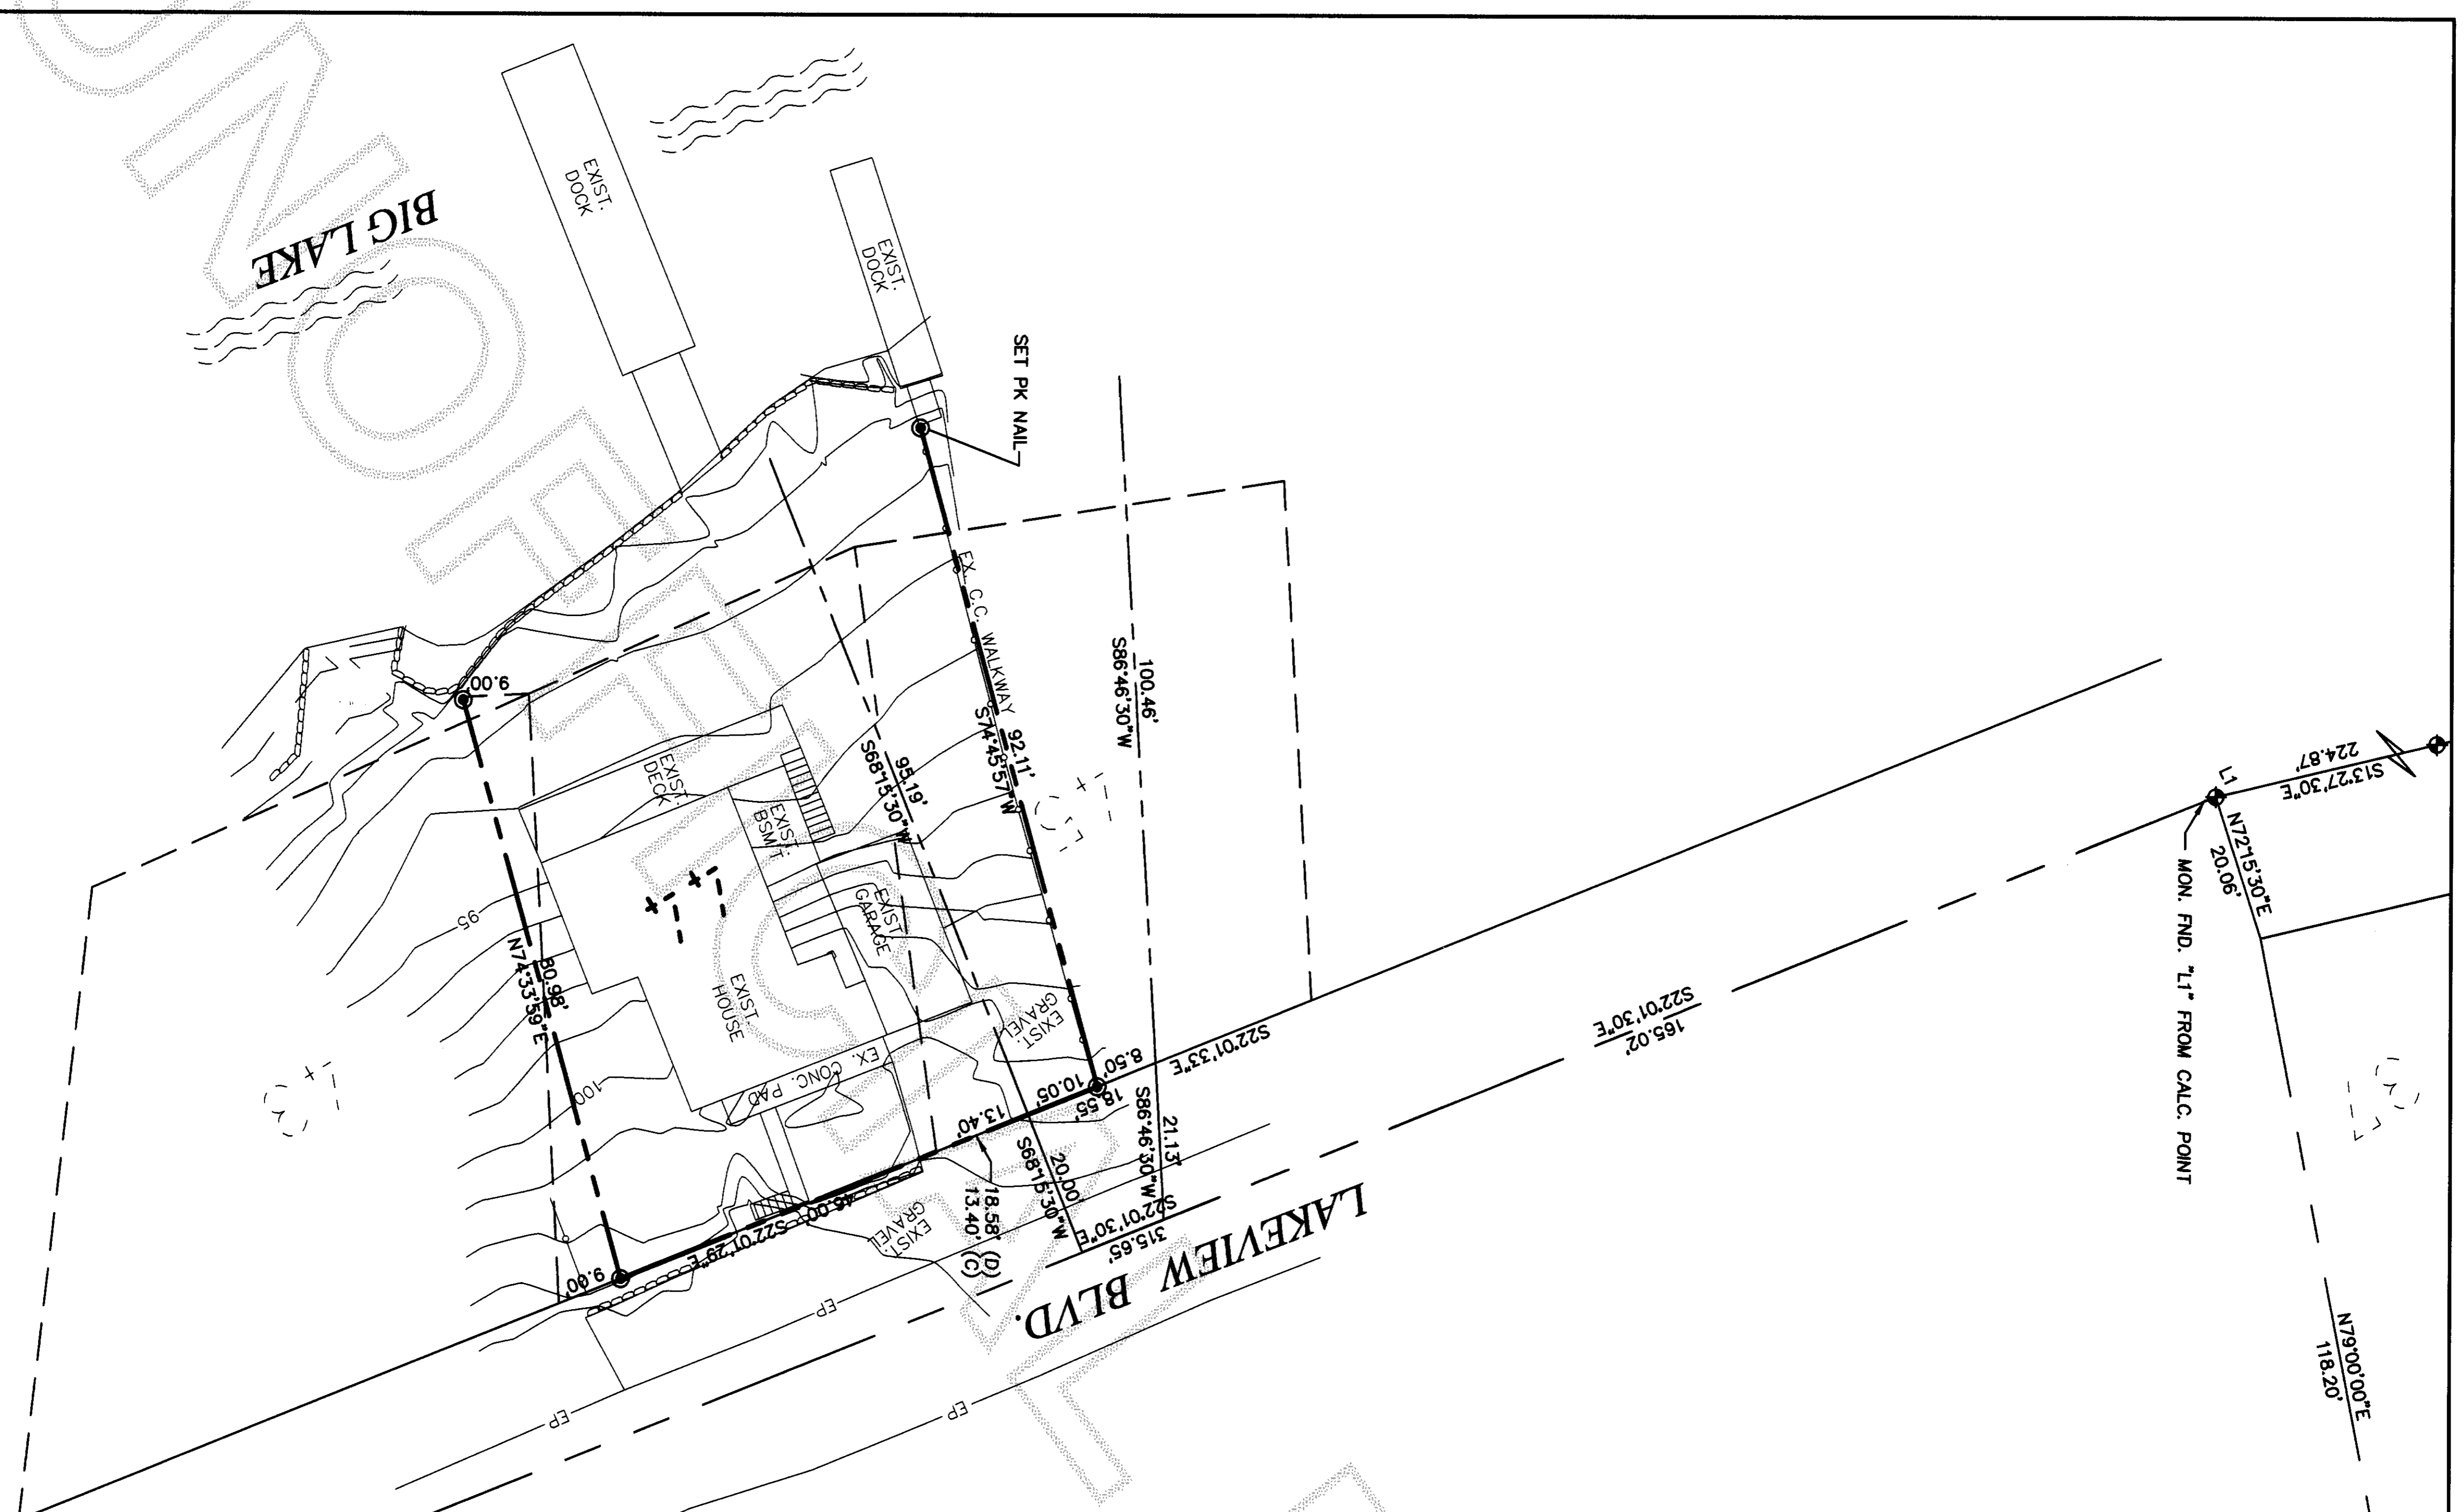 UNOFFICIAL
BIG LAKE
EXIST.
DOCK
EXIST.
DOCK
SET PK NAIL
EX. C.C. WALKWAY
92.11'
S74°45'57"W
100.46'
S86°46'30"W
95.19'
S68°15'30"W
9.00'
EXIST.
DECK
EXIST.
BSMT
EXIST.
GARAGE
EXIST.
HOUSE
EX. CONC. PAD
EXIST.
GRAVEL
EXIST.
GRAVEL
95
100
80.98'
N74°33'59"E
9.00'
46.00'
S22°01'29"E
13.40'
10.05'
18.55'
8.50'
S22°01'33"E
21.13'
S86°46'30"W
20.00'
S68°15'30"W
18.58' (D)
13.40' (C)
315.65'
S22°01'30"E
165.02'
S22°01'30"E
LAKEVIEW BLVD.
EP
EP
EP
L1
224.87'
S13°27'30"E
N72°15'30"E
20.06'
MON. FND. "L1" FROM CALC. POINT
N79°00'00"E
118.20'